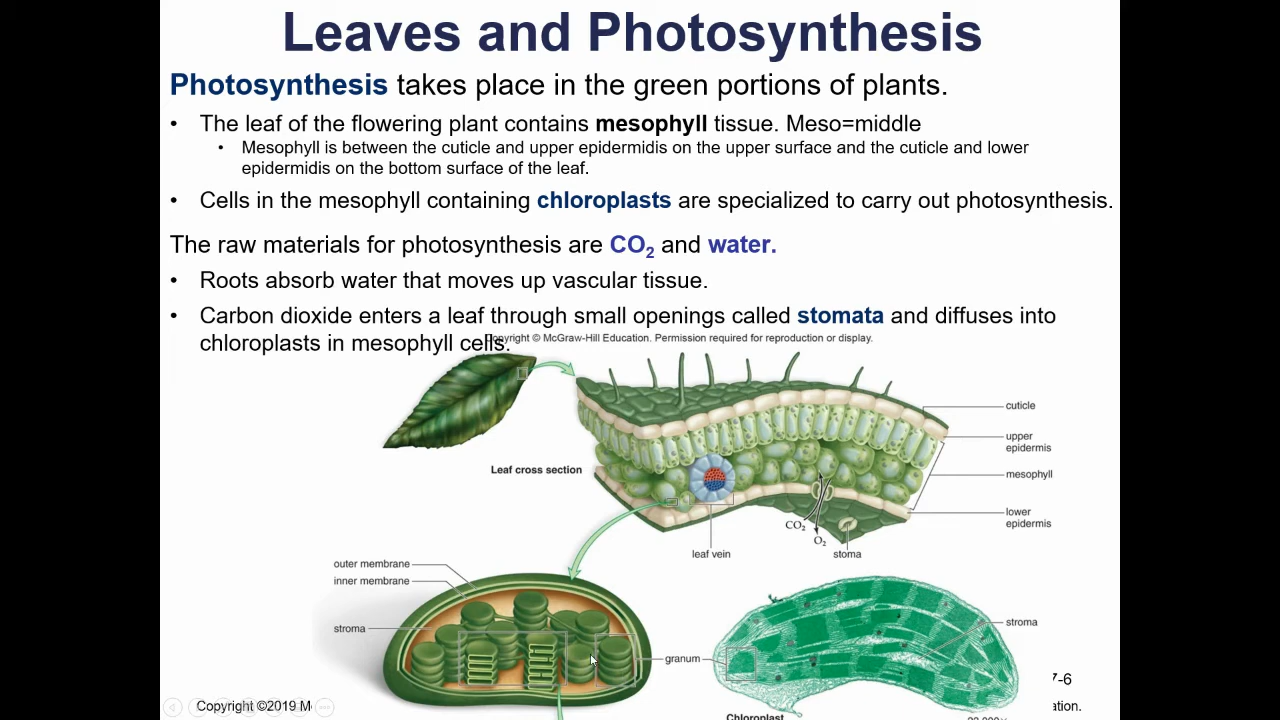 Leaves and Photosynthesis
Photosynthesis takes place in the green portions of plants.
• The leaf of the flowering plant contains mesophyll tissue. Meso=middle
• Mesophyll is between the cuticle and upper epidermidis on the upper surface and the cuticle and lower
epidermidis on the bottom surface of the leaf.
• Cells in the mesophyll containing chloroplasts are specialized to carry out photosynthesis.
The raw materials for photosynthesis are CO₂ and water.
• Roots absorb water that moves up vascular tissue.
• Carbon dioxide enters a leaf through small openings called stomata and diffuses into
chloroplasts in mesophyll cells.
Copyright © McGraw-Hill Education. Permission required for reproduction or display.
cuticle
upper
epidermis
Leaf cross section
mesophyll
lower
epidermis
CO₂
O₂
leaf vein
stoma
outer membrane
inner membrane
stroma
stroma
granum
7-6
Copyright ©2019 M
ation.
Chloroplast